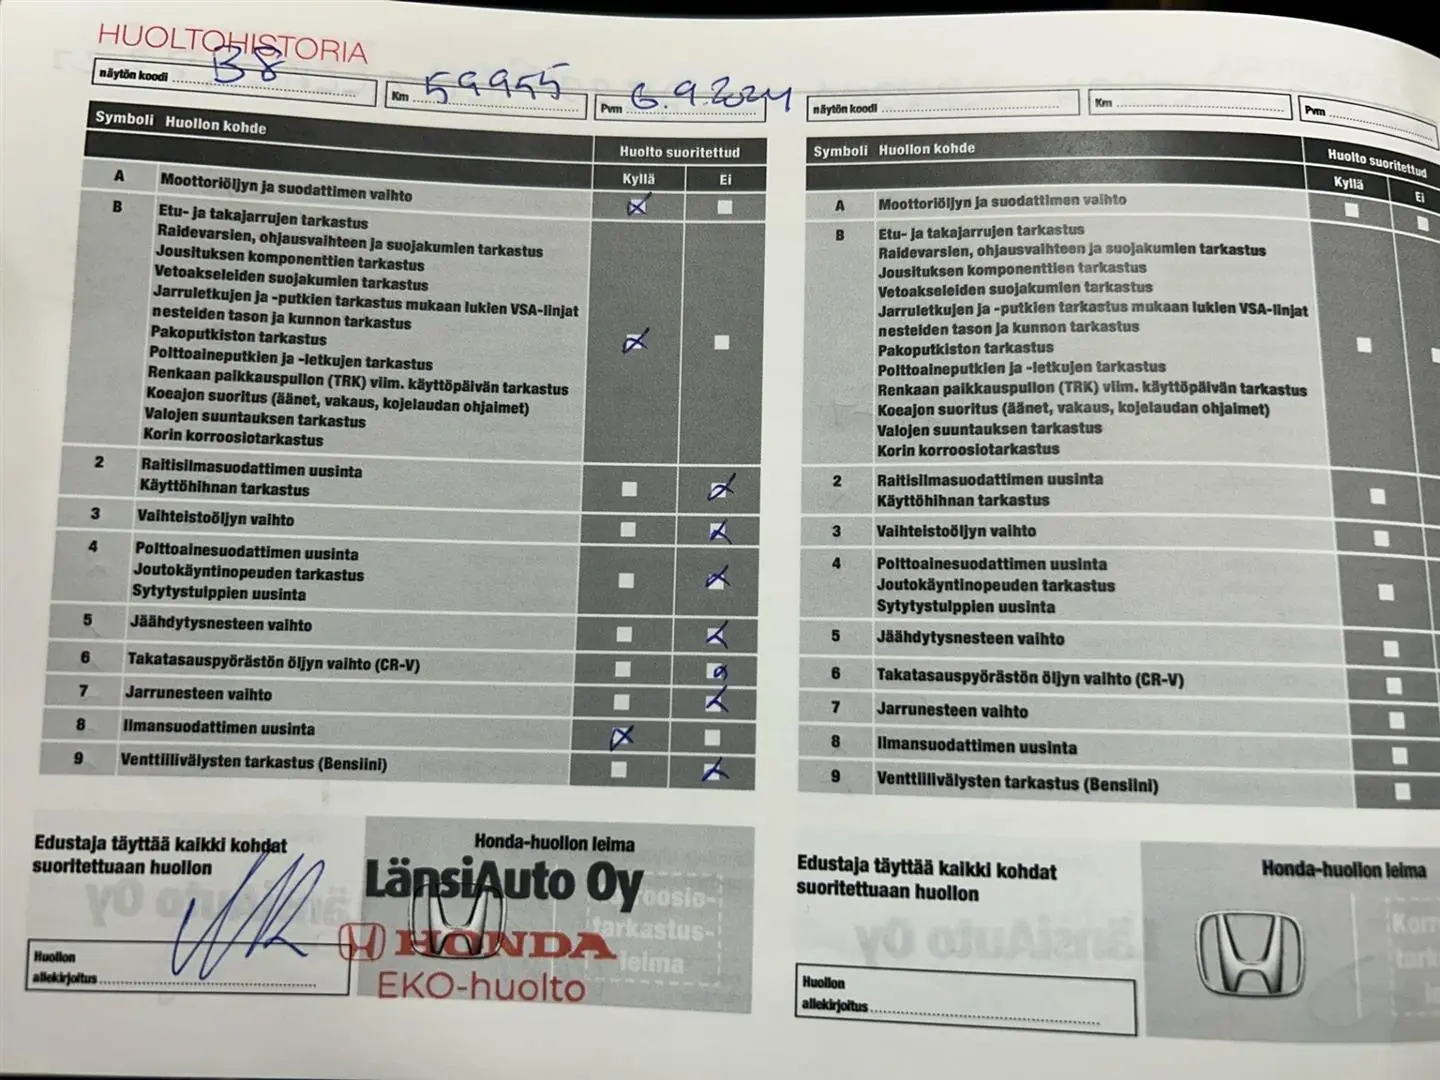 HUOLTOHISTORIA
näytön koodi B8
Km 59955
Pvm 6.9.2024
Symboli Huollon kohde
Huolto suoritettud
Kyllä Ei
A Moottoriöljyn ja suodattimen vaihto
B Etu- ja takajarrujen tarkastus
Raidevarsien, ohjausvaihteen ja suojakumien tarkastus
Jousituksen komponenttien tarkastus
Vetoakseleiden suojakumien tarkastus
Jarruletkujen ja -putkien tarkastus mukaan lukien VSA-linjat
nesteiden tason ja kunnon tarkastus
Pakoputkiston tarkastus
Polttoaineputkien ja -letkujen tarkastus
Renkaan paikkauspullon (TRK) viim. käyttöpäivän tarkastus
Koeajon suoritus (äänet, vakaus, kojelaudan ohjaimet)
Valojen suuntauksen tarkastus
Korin korroosiotarkastus
2 Raitisilmasuodattimen uusinta
Käyttöhihnan tarkastus
3 Vaihteistoöljyn vaihto
4 Polttoainesuodattimen uusinta
Joutokäyntinopeuden tarkastus
Sytytystulppien uusinta
5 Jäähdytysnesteen vaihto
6 Takatasauspyörästön öljyn vaihto (CR-V)
7 Jarrunesteen vaihto
8 Ilmansuodattimen uusinta
9 Venttiilivälysten tarkastus (Bensiini)
Edustaja täyttää kaikki kohdat
suoritettuaan huollon
Huollon
allekirjoitus
Honda-huollon leima
LänsiAuto Oy
HONDA
EKO-huolto
tarkastus-
leima
näytön koodi
Km
Pvm
Symboli Huollon kohde
Huolto suoritettud
Kyllä Ei
A Moottoriöljyn ja suodattimen vaihto
B Etu- ja takajarrujen tarkastus
Raidevarsien, ohjausvaihteen ja suojakumien tarkastus
Jousituksen komponenttien tarkastus
Vetoakseleiden suojakumien tarkastus
Jarruletkujen ja -putkien tarkastus mukaan lukien VSA-linjat
nesteiden tason ja kunnon tarkastus
Pakoputkiston tarkastus
Polttoaineputkien ja -letkujen tarkastus
Renkaan paikkauspullon (TRK) viim. käyttöpäivän tarkastus
Koeajon suoritus (äänet, vakaus, kojelaudan ohjaimet)
Valojen suuntauksen tarkastus
Korin korroosiotarkastus
2 Raitisilmasuodattimen uusinta
Käyttöhihnan tarkastus
3 Vaihteistoöljyn vaihto
4 Polttoainesuodattimen uusinta
Joutokäyntinopeuden tarkastus
Sytytystulppien uusinta
5 Jäähdytysnesteen vaihto
6 Takatasauspyörästön öljyn vaihto (CR-V)
7 Jarrunesteen vaihto
8 Ilmansuodattimen uusinta
9 Venttiilivälysten tarkastus (Bensiini)
Edustaja täyttää kaikki kohdat
suoritettuaan huollon
Huollon
allekirjoitus
Honda-huollon leima